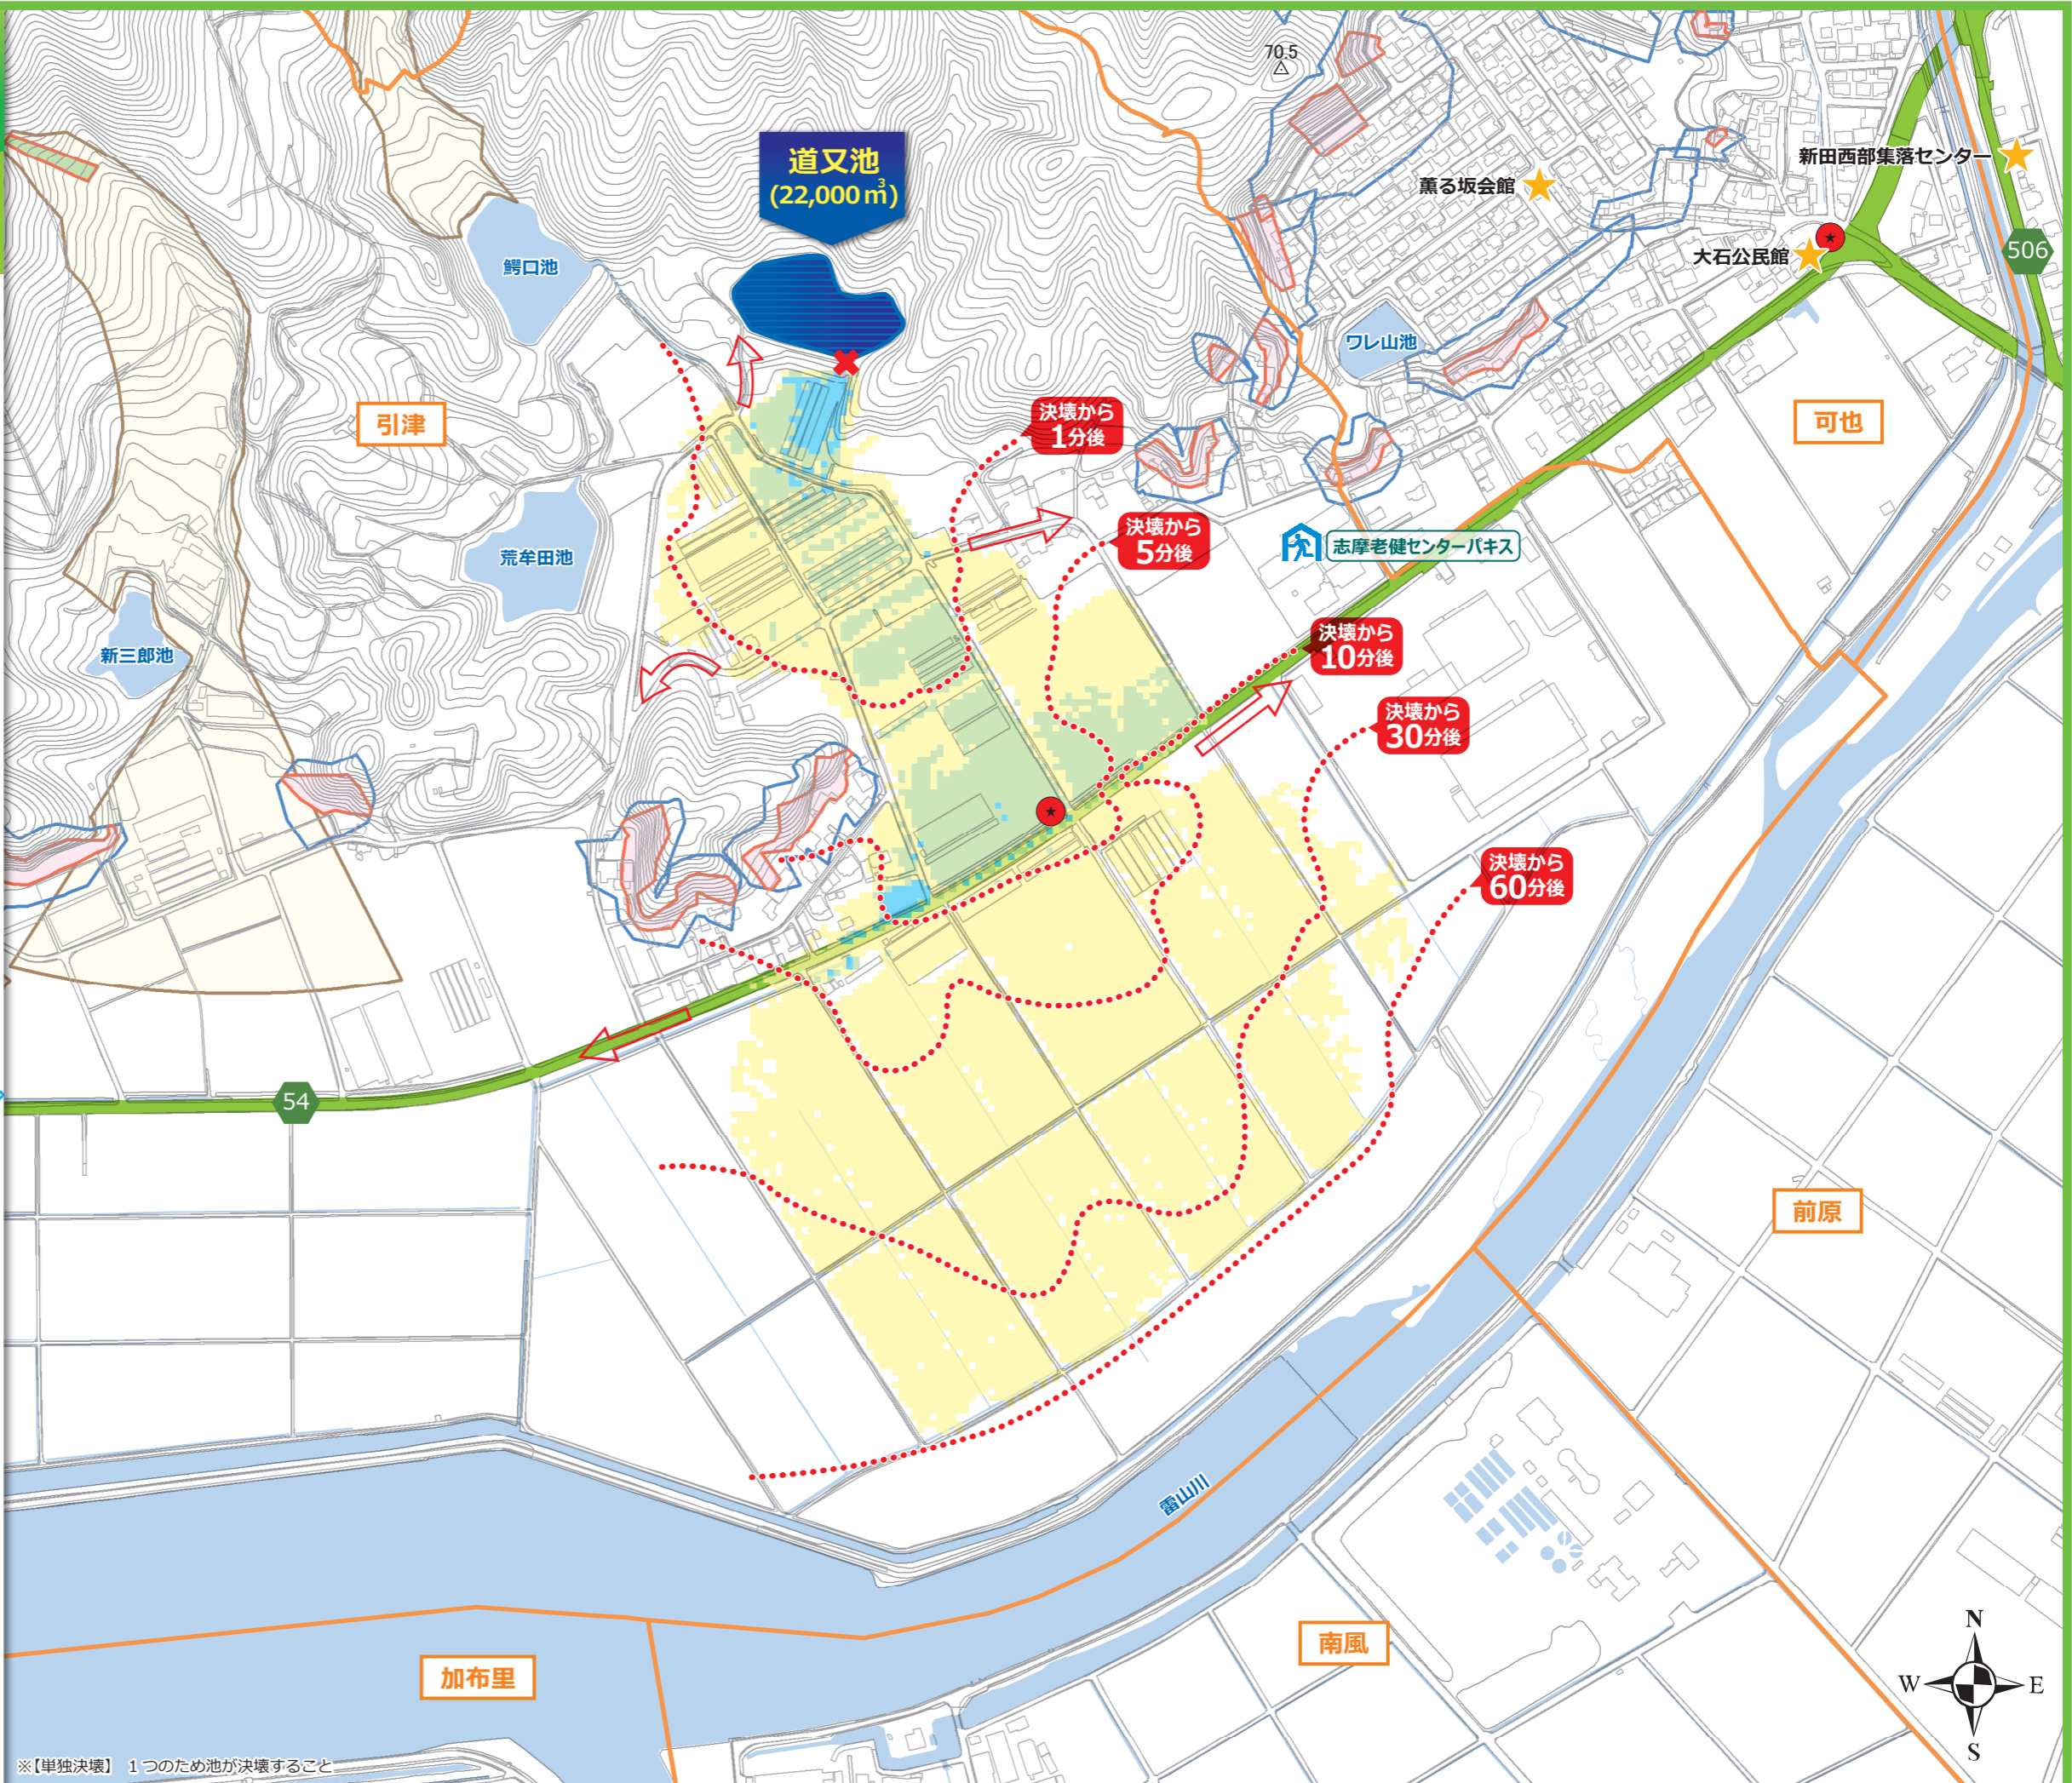 70.5
道又池
(22,000㎥)
新田西部集落センター
薫る坂会館
大石公民館
506
鰐口池
ワレ山池
引津
決壊から
1分後
可也
決壊から
5分後
志摩老健センターパキス
荒牟田池
決壊から
10分後
新三郎池
決壊から
30分後
決壊から
60分後
54
前原
雷山川
南風
加布里
N
W
E
S
※【単独決壊】 1つのため池が決壊すること